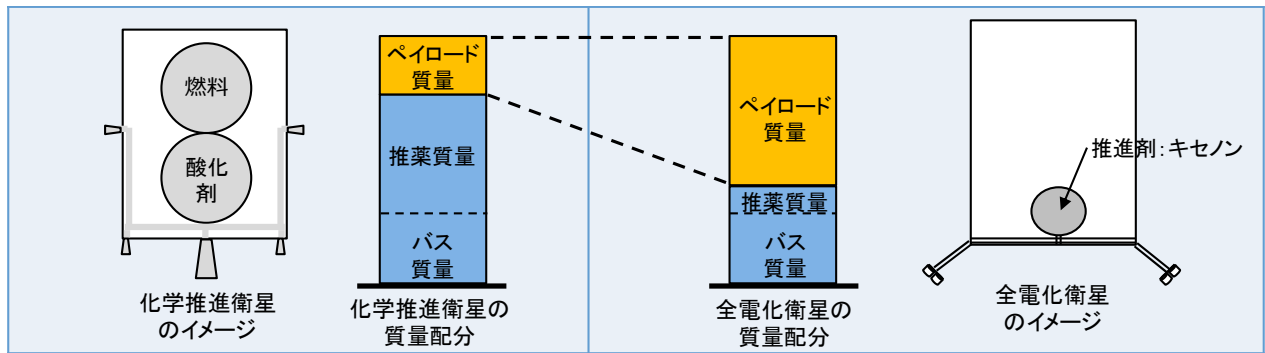 燃料
酸化
剤
化学推進衛星
のイメージ
ペイロード
質量
推薬質量
バス
質量
化学推進衛星の
質量配分
ペイロード
質量
推薬質量
バス
質量
全電化衛星の
質量配分
推進剤：キセノン
全電化衛星
のイメージ